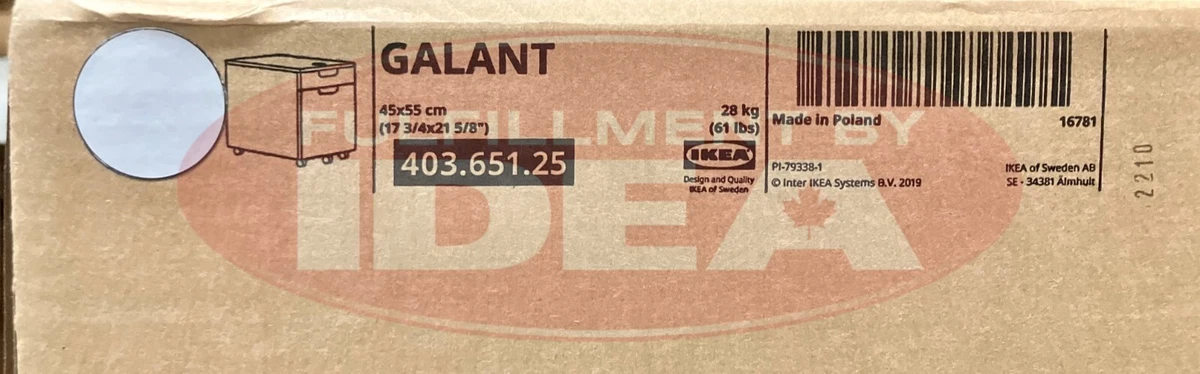 GALANT
45x55 cm
(17 3/4x21 5/8")
403.651.25
28 kg
(61 lbs)
IKEA
Design and Quality
IKEA of Sweden
Made in Poland
16781
PI-79338-1
© Inter IKEA Systems B.V. 2019
IKEA of Sweden AB
SE - 34381 Älmhult
2210
FULFILLMENT BY
IDEA